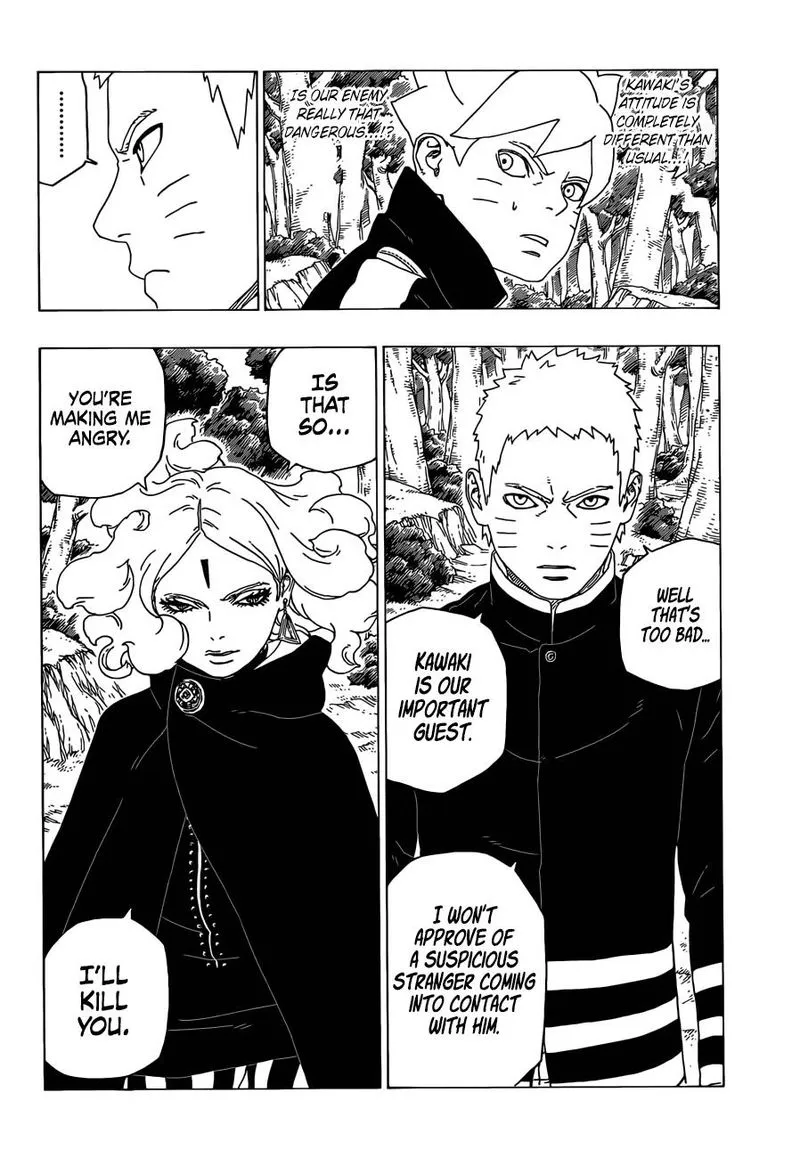 KAWAKI'S
ATTITUDE IS
COMPLETELY
DIFFERENT THAN
USUAL...!
IS OUR ENEMY
REALLY THAT
DANGEROUS...!?
.........
WELL
THAT'S
TOO BAD...
KAWAKI
IS OUR
IMPORTANT
GUEST.
I WON'T
APPROVE OF
A SUSPICIOUS
STRANGER COMING
INTO CONTACT
WITH HIM.
IS
THAT
SO...
YOU'RE
MAKING ME
ANGRY.
I'LL
KILL
YOU.